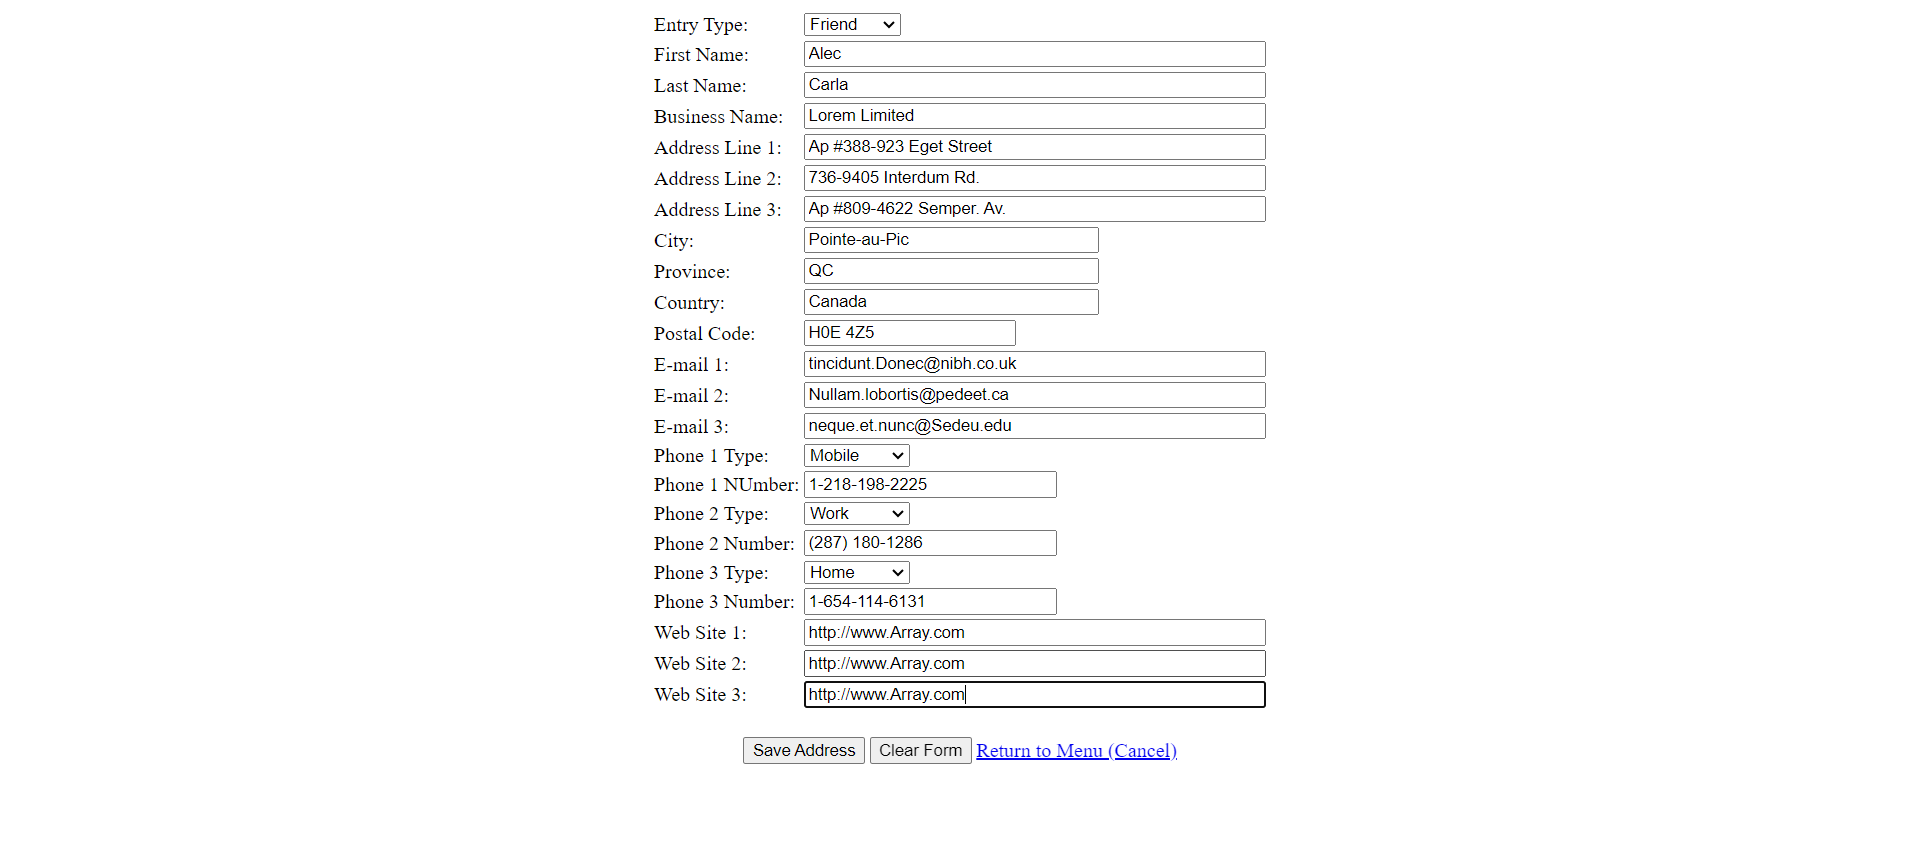 Entry Type: Friend
First Name: Alec
Last Name: Carla
Business Name: Lorem Limited
Address Line 1: Ap #388-923 Eget Street
Address Line 2: 736-9405 Interdum Rd.
Address Line 3: Ap #809-4622 Semper. Av.
City: Pointe-au-Pic
Province: QC
Country: Canada
Postal Code: H0E 4Z5
E-mail 1: tincidunt.Donec@nibh.co.uk
E-mail 2: Nullam.lobortis@pedeet.ca
E-mail 3: neque.et.nunc@Sedeu.edu
Phone 1 Type: Mobile
Phone 1 NUmber: 1-218-198-2225
Phone 2 Type: Work
Phone 2 Number: (287) 180-1286
Phone 3 Type: Home
Phone 3 Number: 1-654-114-6131
Web Site 1: http://www.Array.com
Web Site 2: http://www.Array.com
Web Site 3: http://www.Array.com
Save Address Clear Form Return to Menu (Cancel)